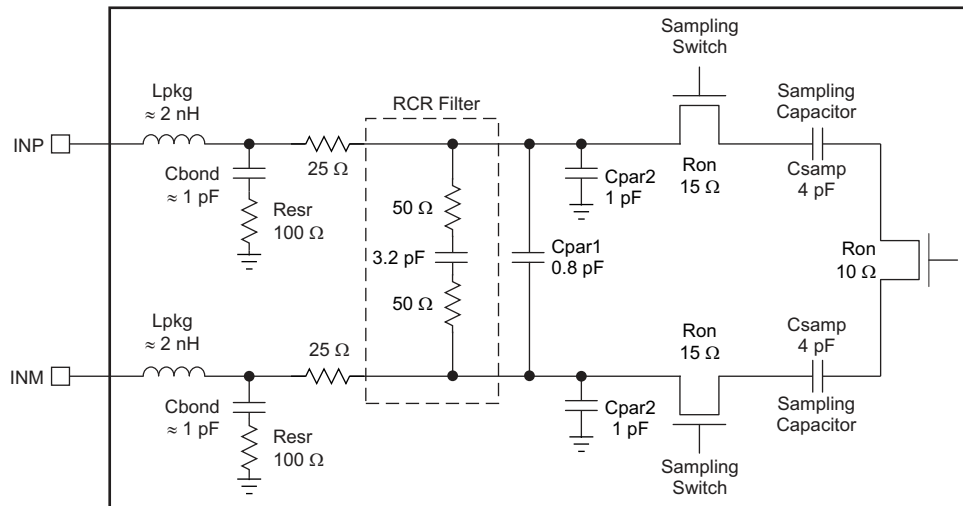 Sampling
Switch
Lpkg
≈ 2 nH
RCR Filter
Sampling
Capacitor
INP
25 Ω
Cbond
≈ 1 pF
Resr
100 Ω
50 Ω
3.2 pF
50 Ω
Cpar1
0.8 pF
Cpar2
1 pF
Ron
15 Ω
Csamp
4 pF
Ron
10 Ω
Lpkg
≈ 2 nH
25 Ω
Ron
15 Ω
Csamp
4 pF
INM
Cbond
≈ 1 pF
Resr
100 Ω
Cpar2
1 pF
Sampling
Capacitor
Sampling
Switch